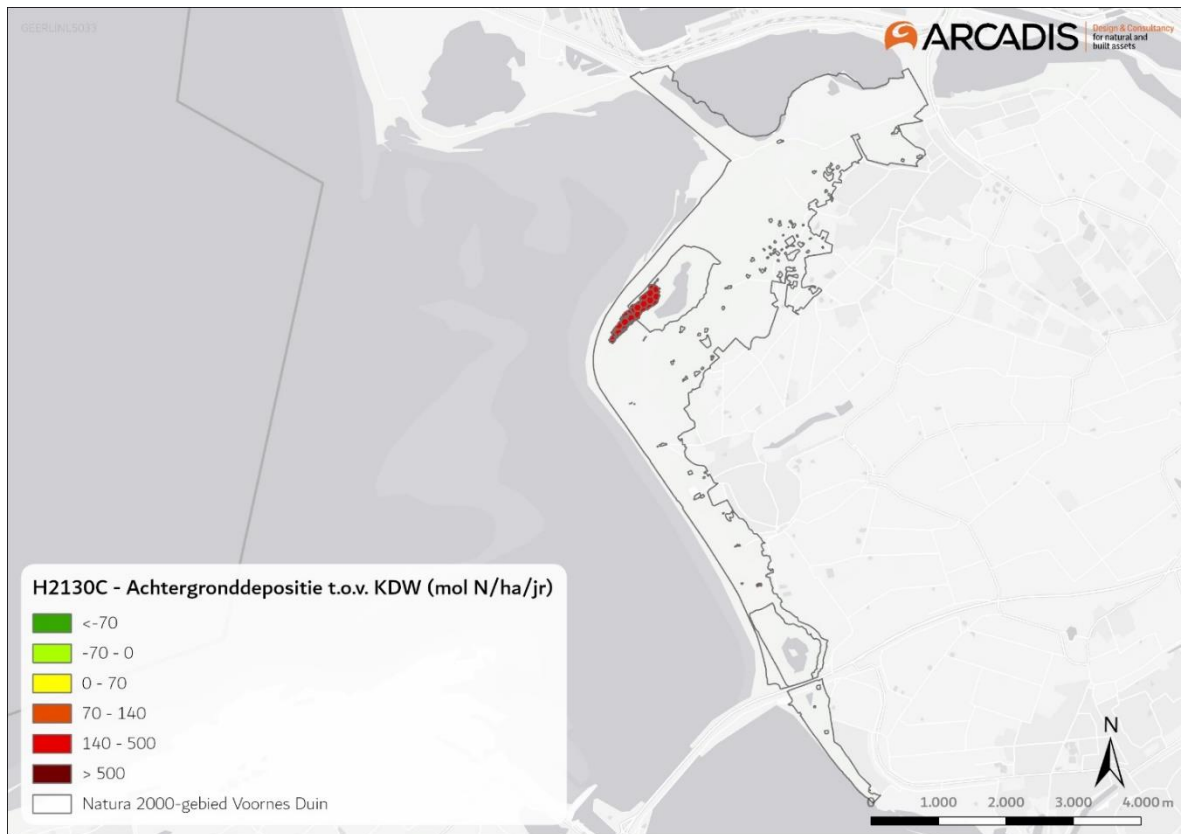 GEERLINL5033
ARCADIS
Design & Consultancy
for natural and
built assets
H2130C - Achtergronddepositie t.o.v. KDW (mol N/ha/jr)
<-70
-70 - 0
0 - 70
70 - 140
140 - 500
> 500
Natura 2000-gebied Voornes Duin
N
0 1.000 2.000 3.000 4.000 m